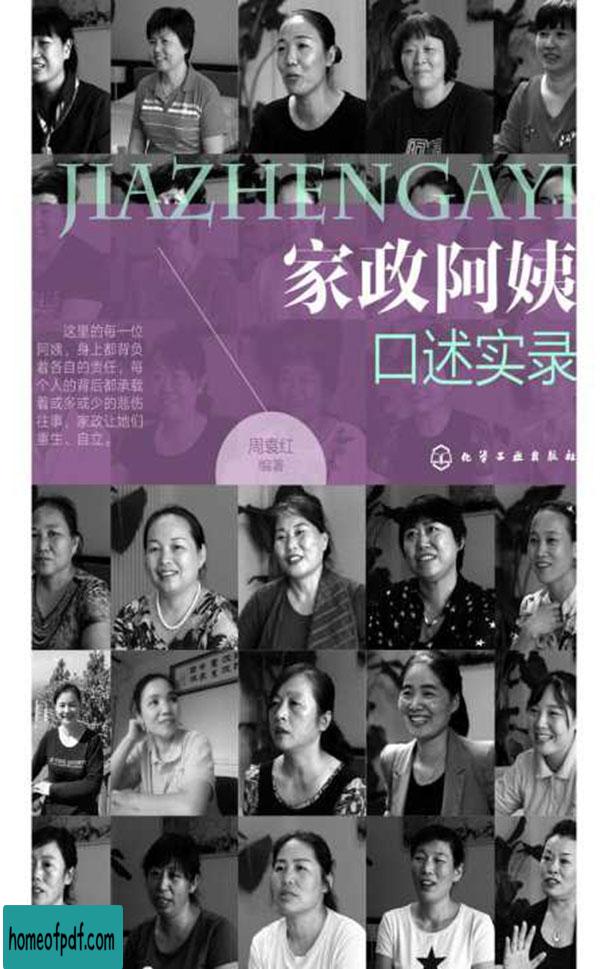 JIAZHENGAYI
家政阿姨
口述实录
这里的每一位
阿姨，身上都背负
着各自的责任，每
个人的背后都承载
着或多或少的悲伤
往事，家政让她们
重生、自立。
周袁红
编著
化学工业出版社
homeofpdf.com